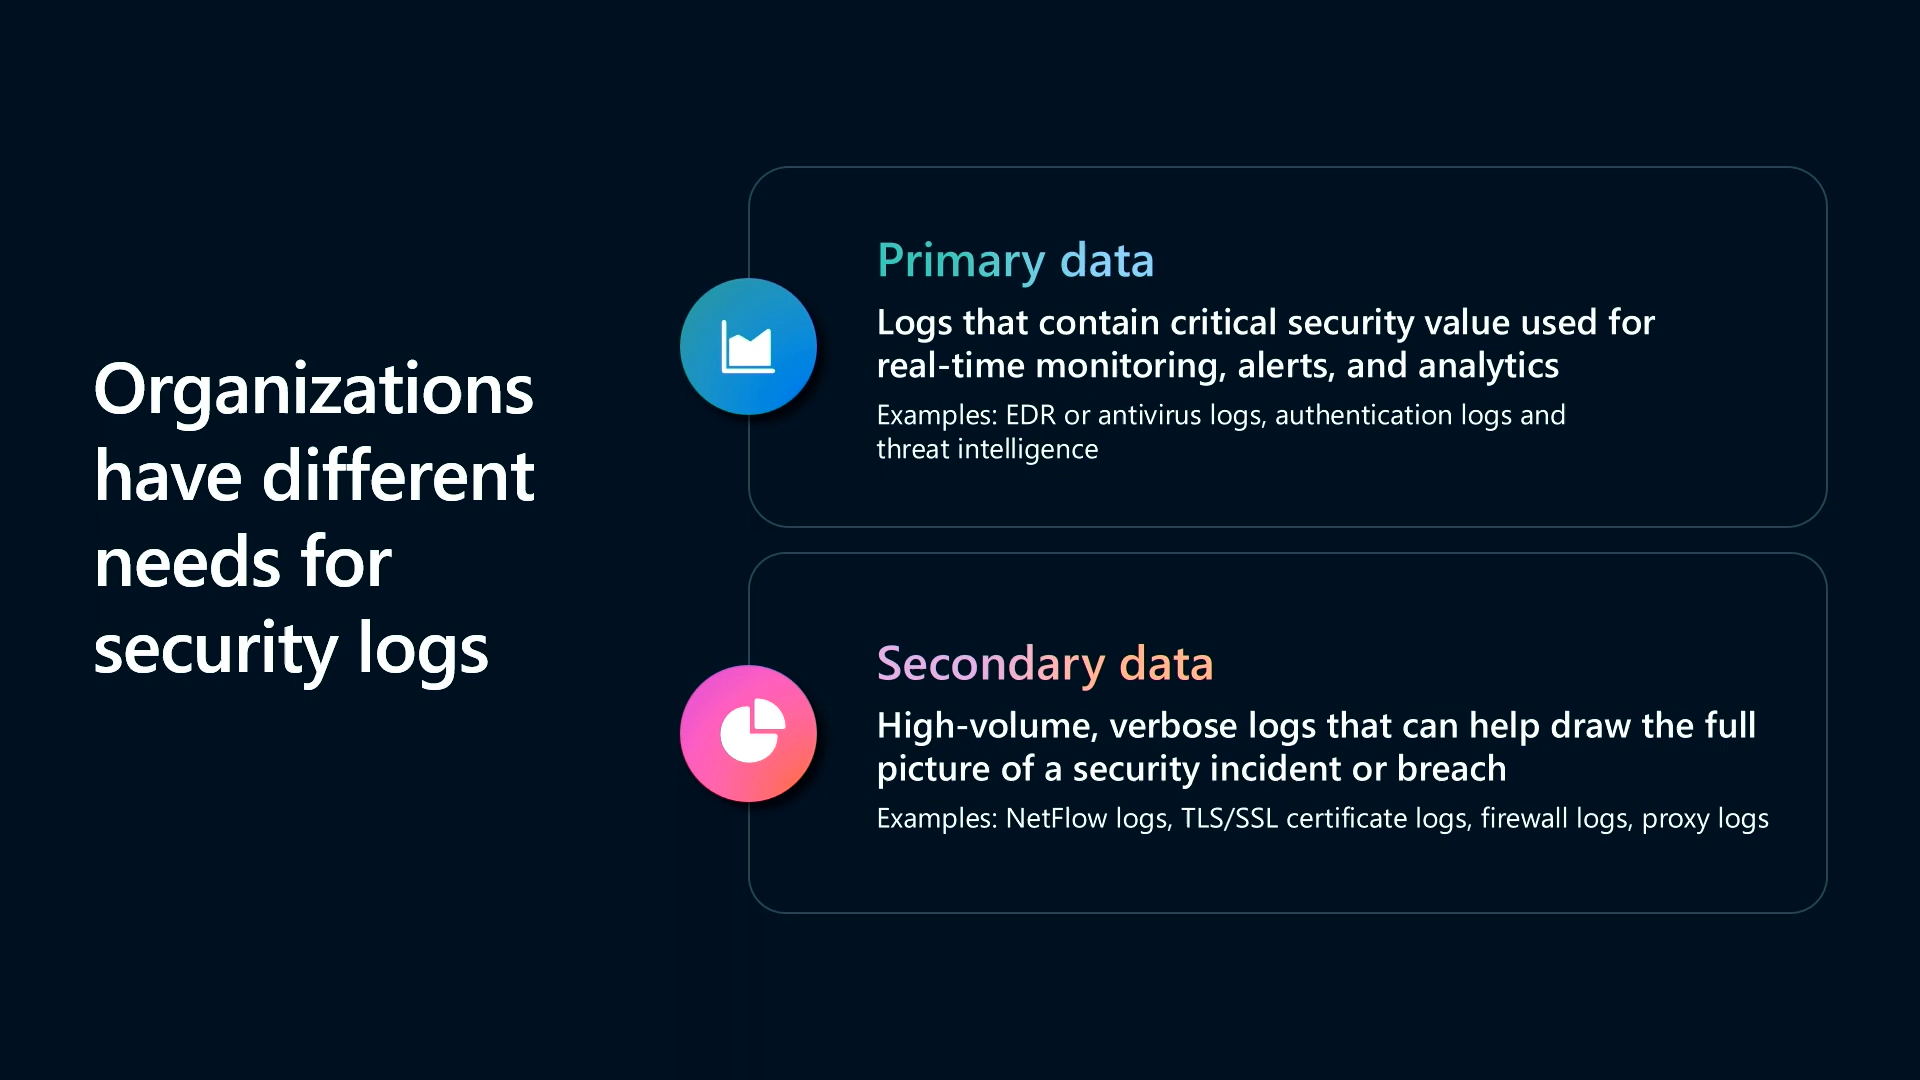 Organizations
have different
needs for
security logs
Primary data
Logs that contain critical security value used for
real-time monitoring, alerts, and analytics
Examples: EDR or antivirus logs, authentication logs and
threat intelligence
Secondary data
High-volume, verbose logs that can help draw the full
picture of a security incident or breach
Examples: NetFlow logs, TLS/SSL certificate logs, firewall logs, proxy logs